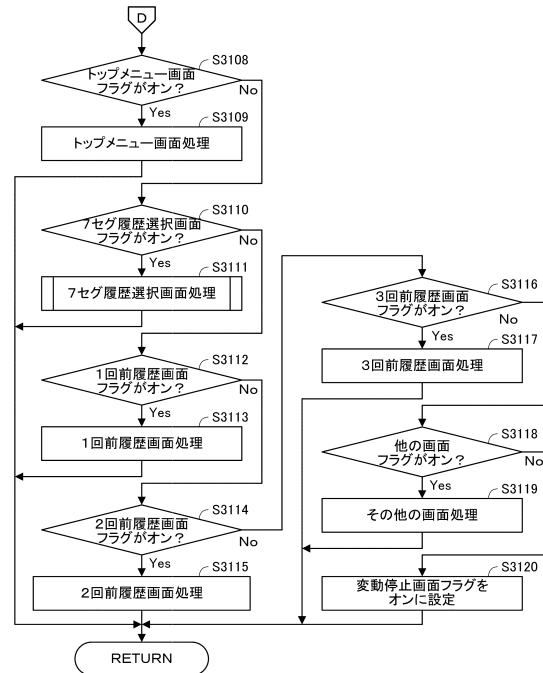 D
S3108
トップメニュー画面
フラグがオン？
No
Yes
S3109
トップメニュー画面処理
S3110
7セグ履歴選択画面
フラグがオン？
No
Yes
S3111
7セグ履歴選択画面処理
S3112
1回前履歴画面
フラグがオン？
No
Yes
S3113
1回前履歴画面処理
S3114
2回前履歴画面
フラグがオン？
No
Yes
S3115
2回前履歴画面処理
S3116
3回前履歴画面
フラグがオン？
No
Yes
S3117
3回前履歴画面処理
S3118
他の画面
フラグがオン？
No
Yes
S3119
その他の画面処理
S3120
変動停止画面フラグを
オンに設定
RETURN